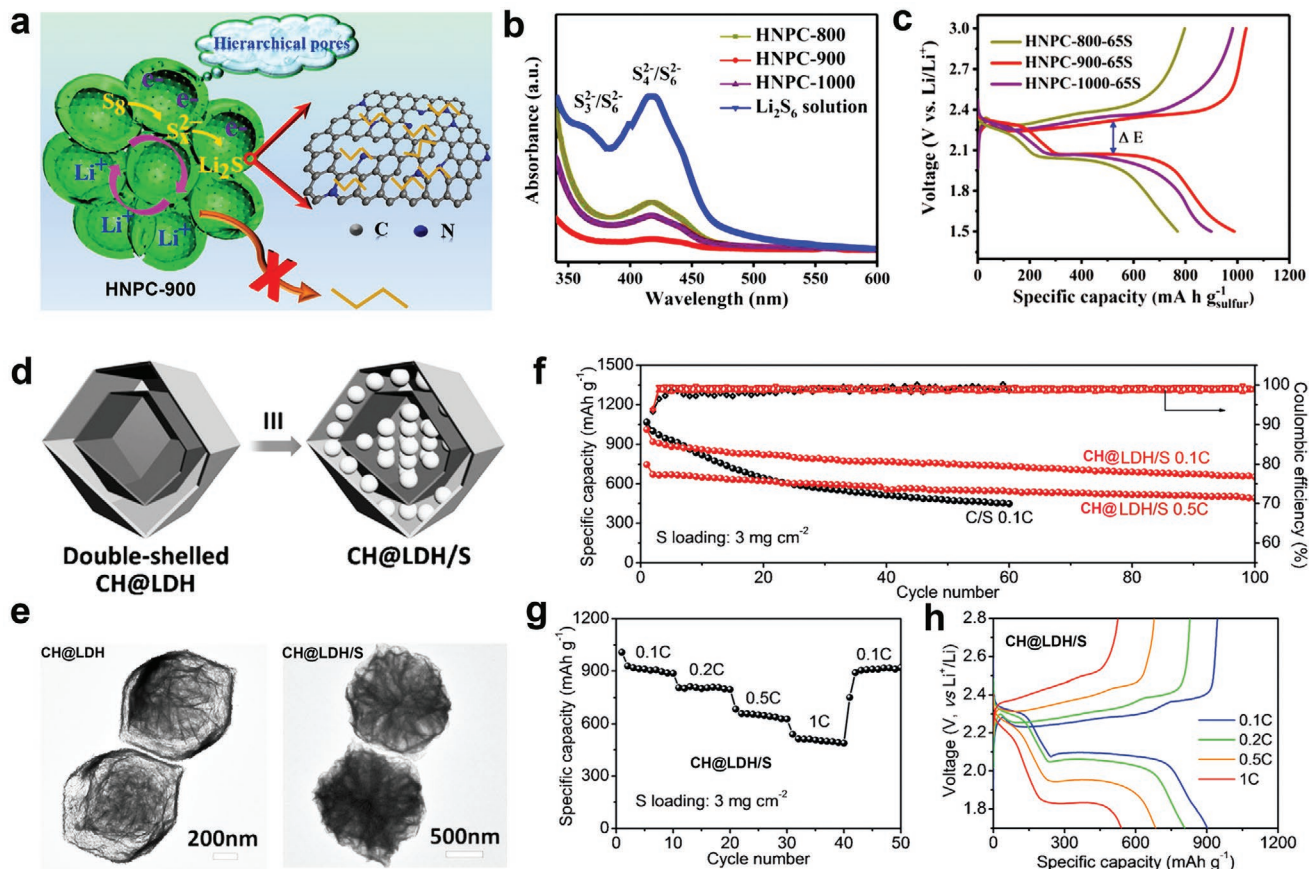 a
Hierarchical pores
e-
e-
e-
S8
S2−
Li2S
Li+
Li+
Li+
HNPC-900
C
N
b
HNPC-800
HNPC-900
HNPC-1000
Li2S6 solution
S3^2-/S6^2-
S4^2-/S6^2-
Absorbance (a.u.)
350 400 450 500 550 600
Wavelength (nm)
c
HNPC-800-65S
HNPC-900-65S
HNPC-1000-65S
Δ E
Voltage (V vs. Li/Li+)
3.0
2.6
2.2
1.8
1.5
0 200 400 600 800 1000 1200
Specific capacity (mA h g-1 sulfur)
d
III
Double-shelled
CH@LDH
CH@LDH/S
e
CH@LDH
200nm
CH@LDH/S
500nm
f
Specific capacity (mAh g-1)
1500
1200
900
600
300
0
CH@LDH/S 0.1C
CH@LDH/S 0.5C
C/S 0.1C
S loading: 3 mg cm-2
0 20 40 60 80 100
Cycle number
100
90
80
70
60
Coulombic efficiency (%)
g
Specific capacity (mAh g-1)
1200
900
600
300
0
0.1C
0.2C
0.5C
1C
0.1C
CH@LDH/S
S loading: 3 mg cm-2
0 10 20 30 40 50
Cycle number
h
CH@LDH/S
Voltage (V, vs Li+/Li)
2.8
2.6
2.4
2.2
2.0
1.8
0.1C
0.2C
0.5C
1C
0 300 600 900 1200
Specific capacity (mAh g-1)